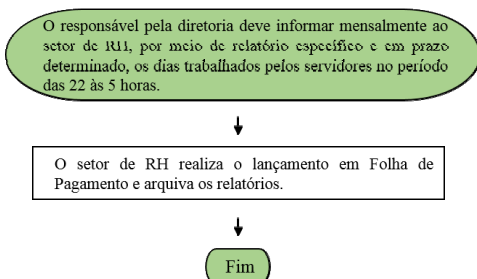 O responsável pela diretoria deve informar mensalmente ao
setor de RH, por meio de relatório específico e em prazo
determinado, os dias trabalhados pelos servidores no período
das 22 às 5 horas.
O setor de RH realiza o lançamento em Folha de
Pagamento e arquiva os relatórios.
Fim